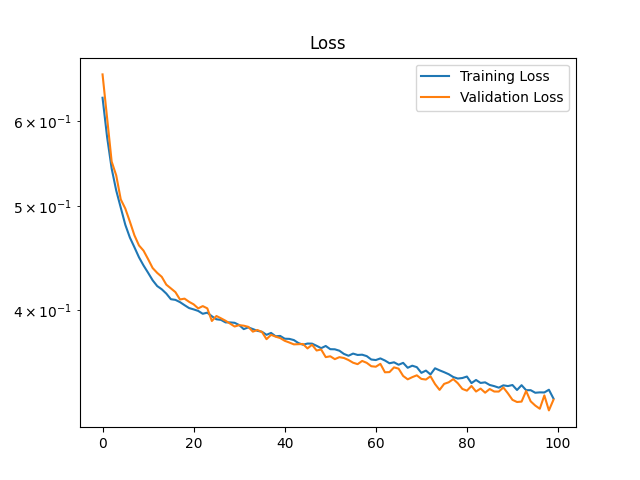 Loss
Training Loss
Validation Loss
6 × 10⁻¹
5 × 10⁻¹
4 × 10⁻¹
0 20 40 60 80 100